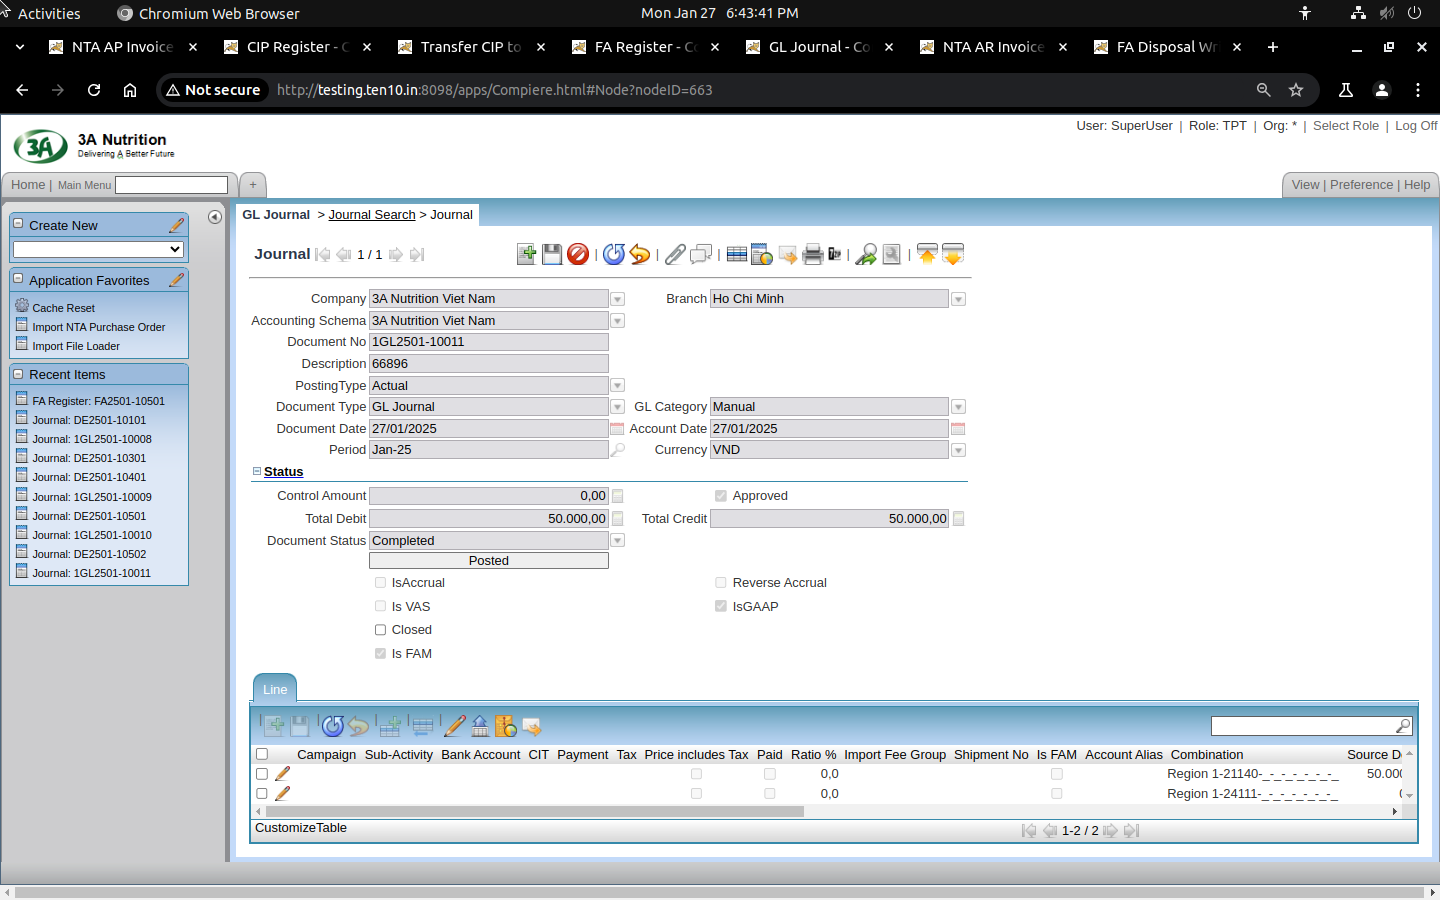 Activities
Chromium Web Browser
Mon Jan 27 6:43:41 PM
NTA AP Invoice
CIP Register - C
Transfer CIP to
FA Register - Co
GL Journal - Co
NTA AR Invoice
FA Disposal Wr
Not secure
http://testing.ten10.in:8098/apps/Compiere.html#Node?nodeID=663
User: SuperUser | Role: TPT | Org: * | Select Role | Log Off
3A
3A Nutrition
Delivering A Better Future
Home | Main Menu
+
View | Preference | Help
Create New
Application Favorites
Cache Reset
Import NTA Purchase Order
Import File Loader
Recent Items
FA Register: FA2501-10501
Journal: DE2501-10101
Journal: 1GL2501-10008
Journal: DE2501-10301
Journal: DE2501-10401
Journal: 1GL2501-10009
Journal: DE2501-10501
Journal: 1GL2501-10010
Journal: DE2501-10502
Journal: 1GL2501-10011
GL Journal > Journal Search > Journal
Journal 1 / 1
Company 3A Nutrition Viet Nam Branch Ho Chi Minh
Accounting Schema 3A Nutrition Viet Nam
Document No 1GL2501-10011
Description 66896
PostingType Actual
Document Type GL Journal GL Category Manual
Document Date 27/01/2025 Account Date 27/01/2025
Period Jan-25 Currency VND
Status
Control Amount 0,00 Approved
Total Debit 50.000,00 Total Credit 50.000,00
Document Status Completed
Posted
IsAccrual Reverse Accrual
Is VAS IsGAAP
Closed
Is FAM
Line
Campaign Sub-Activity Bank Account CIT Payment Tax Price includes Tax Paid Ratio % Import Fee Group Shipment No Is FAM Account Alias Combination Source D
0,0 Region 1-21140-_-_-_-_-_-_-_ 50.000
0,0 Region 1-24111-_-_-_-_-_-_-_
CustomizeTable
1-2 / 2